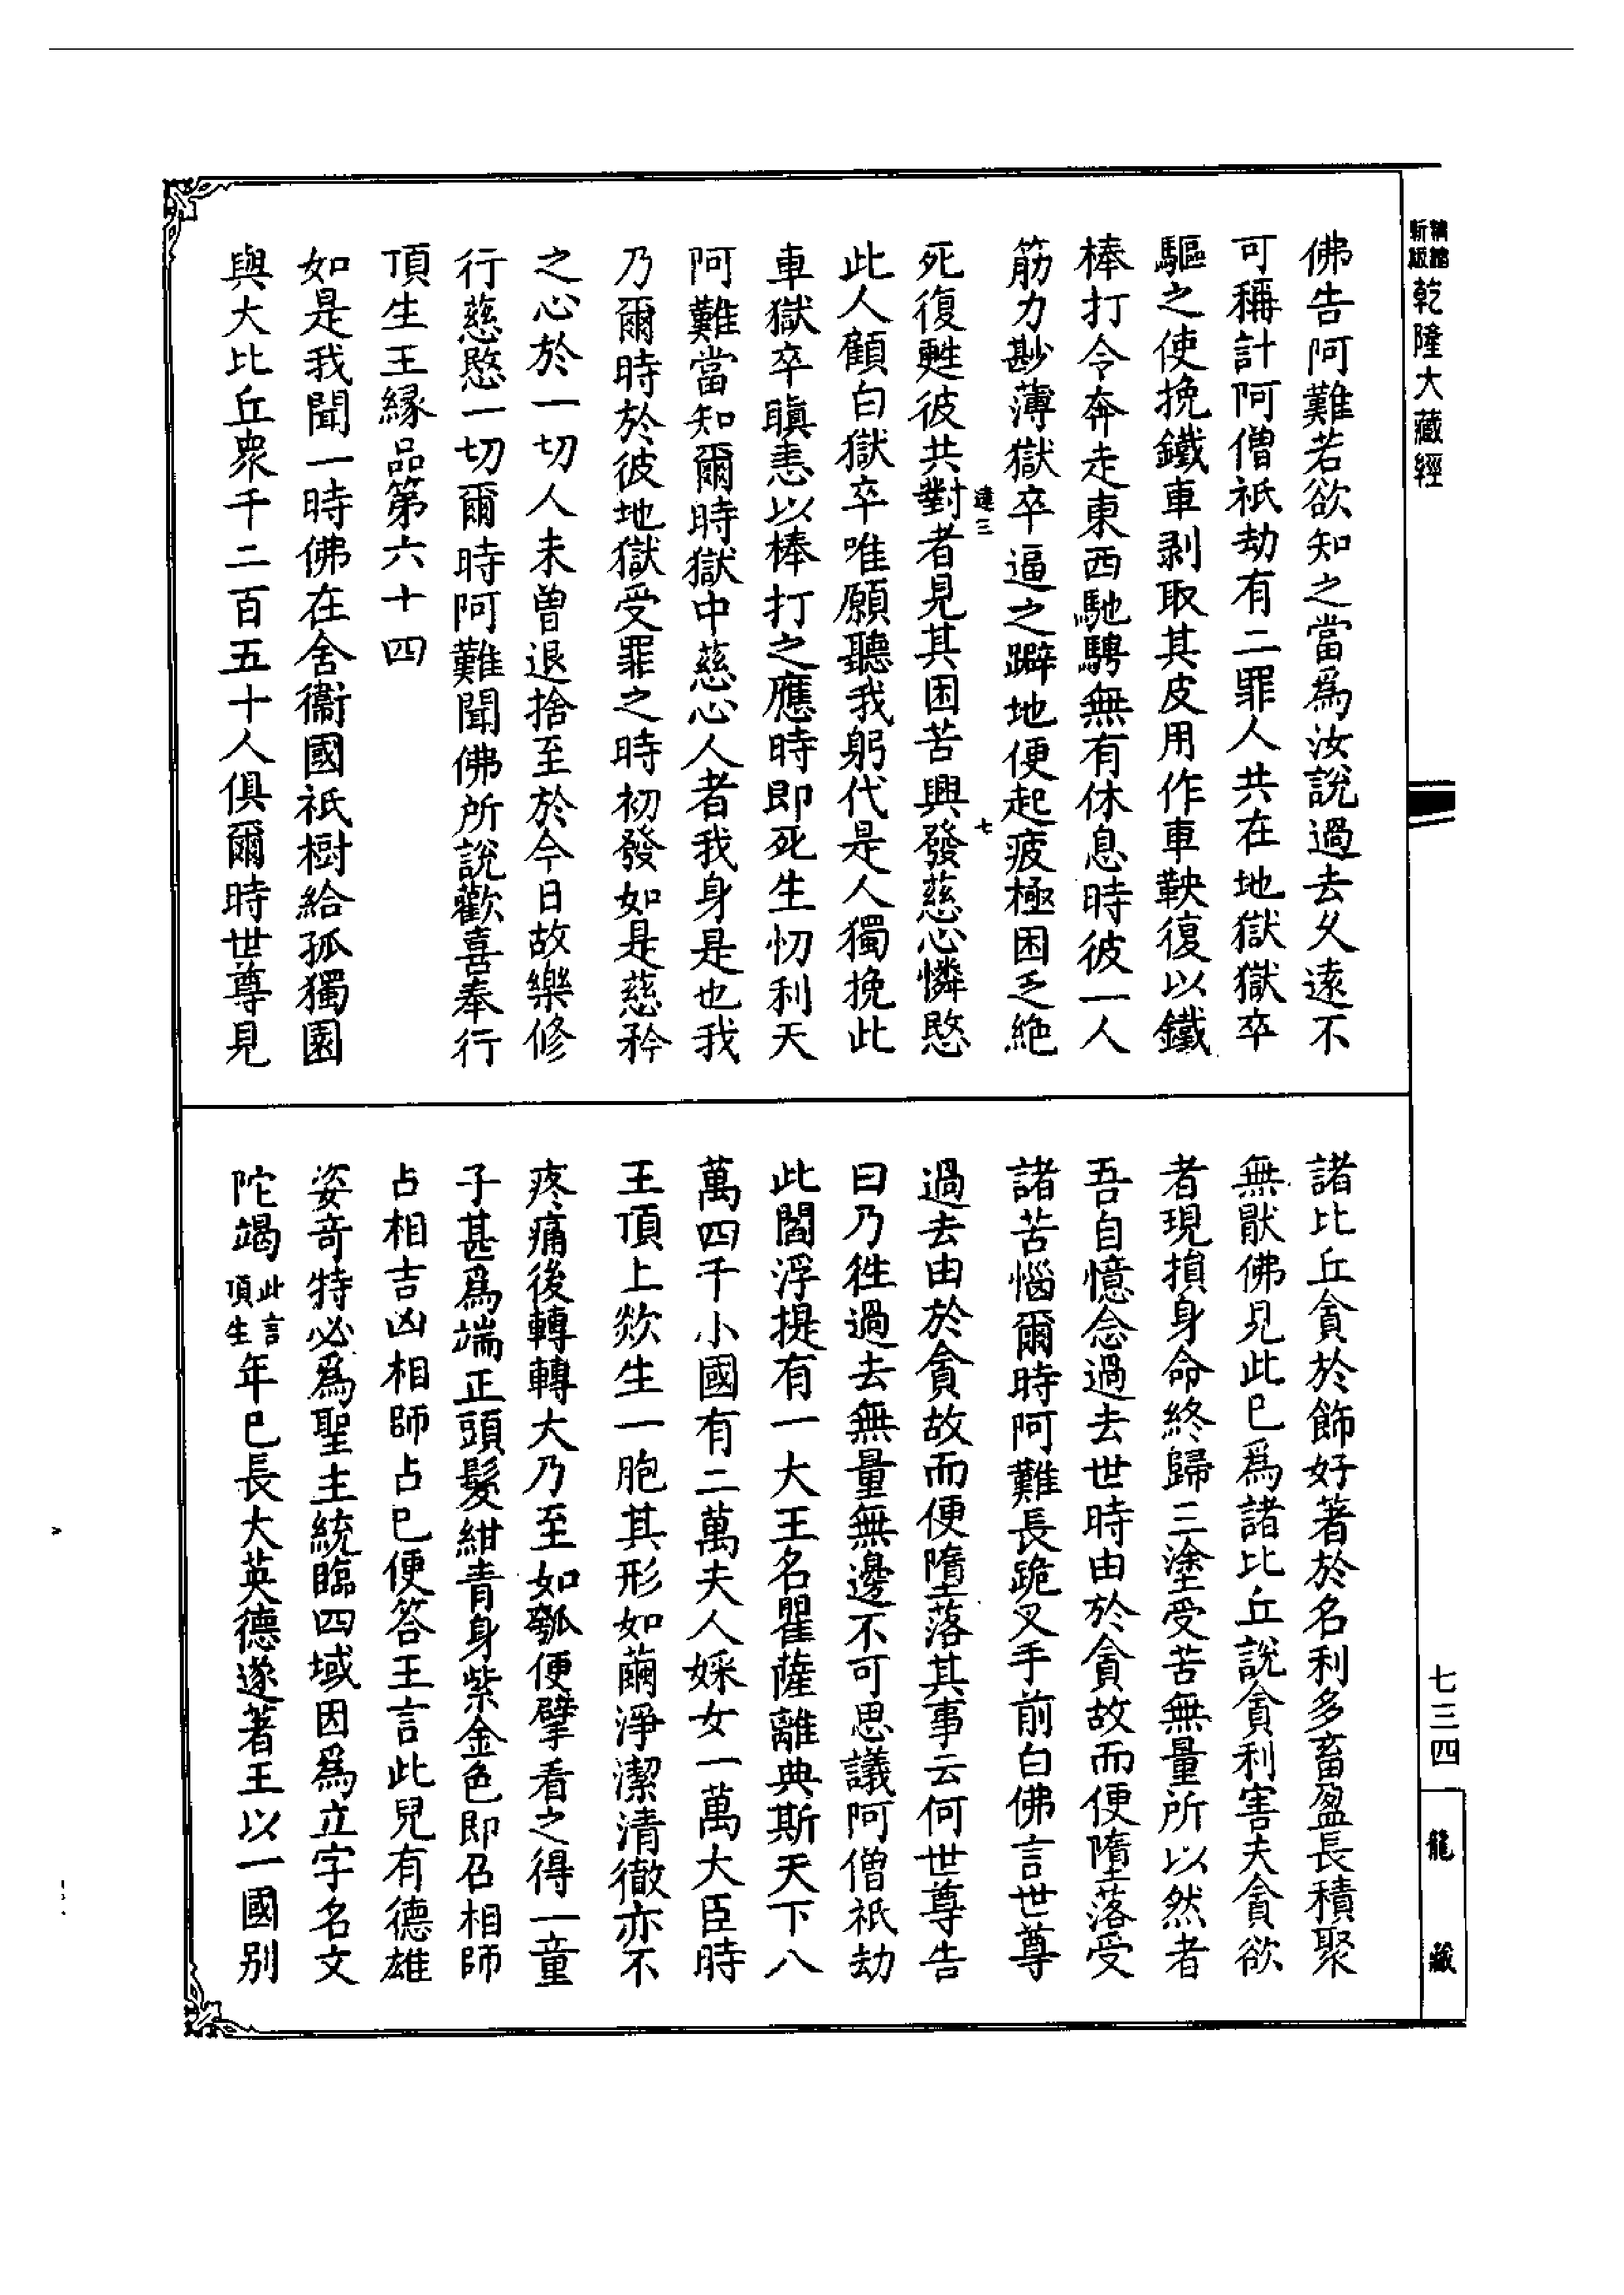 新編縮版乾隆大藏經
佛告阿難若欲知之當爲汝說過去久遠不
可稱計阿僧祇劫有二罪人共在地獄獄卒
驅之使挽鐵車剥取其皮用作車鞅復以鐵
棒打令奔走東西馳騁無有休息時彼一人
筋力尠薄獄卒逼之躃地便起疲極困乏絶
達三 七
死復甦彼共對者見其困苦興發慈心憐愍
此人顧白獄卒唯願聽我躬代是人獨挽此
車獄卒瞋恚以棒打之應時即死生忉利天
阿難當知爾時獄中慈心人者我身是也我
乃爾時於彼地獄受罪之時初發如是慈矜
之心於一切人未曾退捨至於今日故樂修
行慈愍一切爾時阿難聞佛所說歡喜奉行
頂生王緣品第六十四
如是我聞一時佛在舍衞國祇樹給孤獨園
與大比丘衆千二百五十人俱爾時世尊見
諸比丘貪於飾好著於名利多畜盈長積聚
無厭佛見此已爲諸比丘說貪利害夫貪欲
者現損身命終歸三塗受苦無量所以然者
吾自憶念過去世時由於貪故而便墮落受
諸苦惱爾時阿難長跪叉手前白佛言世尊
過去由於貪故而便墮落其事云何世尊告
曰乃徃過去無量無邊不可思議阿僧祇劫
此閻浮提有一大王名瞿薩離典斯天下八
萬四千小國有二萬夫人婇女一萬大臣時
王頂上欻生一胞其形如繭淨潔清徹亦不
疼痛後轉轉大乃至如瓠便擘看之得一童
子甚爲端正頭髮紺青身紫金色即召相師
占相吉凶相師占已便答王言此兒有德雄
姿奇特必爲聖主統臨四域因爲立字名文
陀竭此言頂生年已長大英德遂著王以一國别
七三四
龍藏